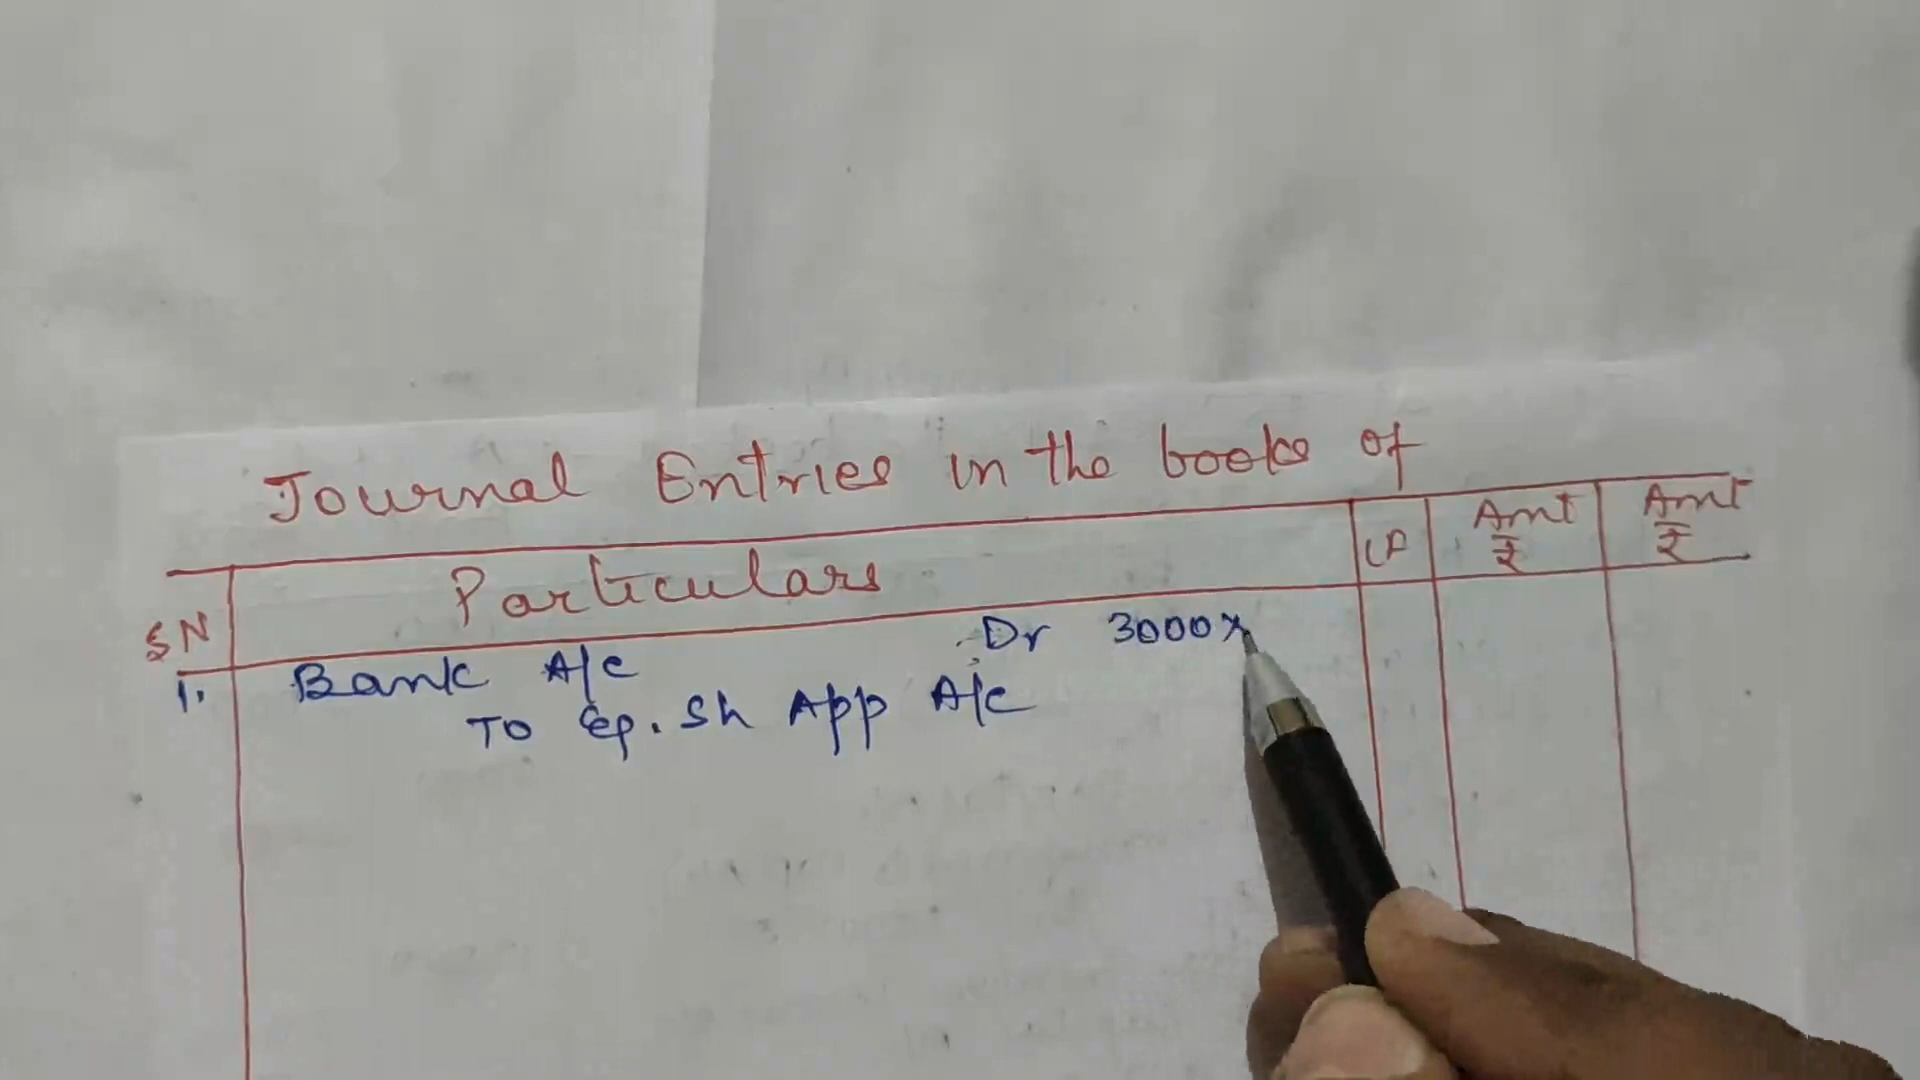 Journal Entries in the books of
SN Particulars LF Amt ₹ Amt ₹
1. Bank A/c Dr 3000x
To Eq. Sh App A/c